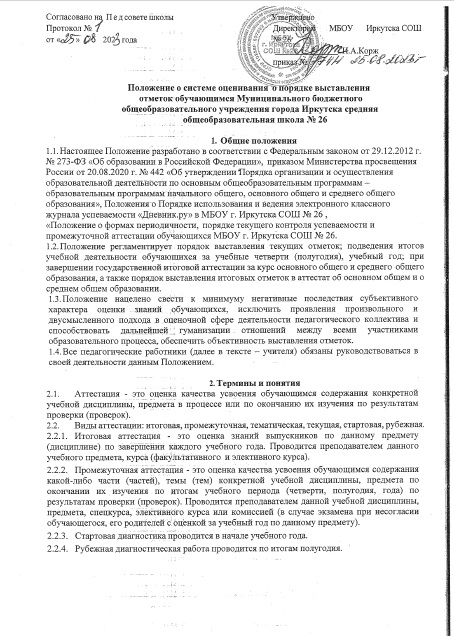 Согласовано на Педсовете школы
Протокол № 1
от «25» 08 2023 года
Утверждено
Директор МБОУ Иркутска СОШ
И.А.Корж
приказ 25.08.2023г
Положение о системе оценивания о порядке выставления
отметок обучающимся Муниципального бюджетного
общеобразовательного учреждения города Иркутска средняя
общеобразовательная школа № 26
1. Общие положения
1.1.Настоящее Положение разработано в соответствии с Федеральным законом от 29.12.2012 г.
№ 273-ФЗ «Об образовании в Российской Федерации», приказом Министерства просвещения
России от 20.08.2020 г. № 442 «Об утверждении Порядка организации и осуществления
образовательной деятельности по основным общеобразовательным программам –
образовательным программам начального общего, основного общего и среднего общего
образования», Положения о Порядке использования и ведения электронного классного
журнала успеваемости «Дневник.ру» в МБОУ г. Иркутска СОШ № 26 ,
«Положение о формах периодичности, порядке текущего контроля успеваемости и
промежуточной аттестации обучающихся МБОУ г. Иркутска СОШ № 26.
1.2.Положение регламентирует порядок выставления текущих отметок; подведения итогов
учебной деятельности обучающихся за учебные четверти (полугодия), учебный год; при
завершении государственной итоговой аттестации за курс основного общего и среднего общего
образования, а также порядок выставления итоговых отметок в аттестат об основном общем и о
среднем общем образовании.
1.3.Положение нацелено свести к минимуму негативные последствия субъективного
характера оценки знаний обучающихся, исключить проявления произвольного и
двусмысленного подхода в оценочной сфере деятельности педагогического коллектива и
способствовать дальнейшей гуманизации отношений между всеми участниками
образовательного процесса, обеспечить объективность выставления отметок.
1.4.Все педагогические работники (далее в тексте – учителя) обязаны руководствоваться в
своей деятельности данным Положением.
2. Термины и понятия
2.1. Аттестация - это оценка качества усвоения обучающимся содержания конкретной
учебной дисциплины, предмета в процессе или по окончанию их изучения по результатам
проверки (проверок).
2.2. Виды аттестации: итоговая, промежуточная, тематическая, текущая, стартовая, рубежная.
2.2.1. Итоговая аттестация - это оценка знаний выпускников по данному предмету
(дисциплине) по завершении каждого учебного года. Проводится преподавателем данного
учебного предмета, курса (факультативного и элективного курса).
2.2.2. Промежуточная аттестация - это оценка качества усвоения обучающимся содержания
какой-либо части (частей), темы (тем) конкретной учебной дисциплины, предмета по
окончании их изучения по итогам учебного периода (четверти, полугодия, года) по
результатам проверки (проверок). Проводится преподавателем данной учебной дисциплины,
предмета, спецкурса, элективного курса или комиссией (в случае экзамена при несогласии
обучающегося, его родителей с оценкой за учебный год по данному предмету).
2.2.3. Стартовая диагностика проводится в начале учебного года.
2.2.4. Рубежная диагностическая работа проводится по итогам полугодия.